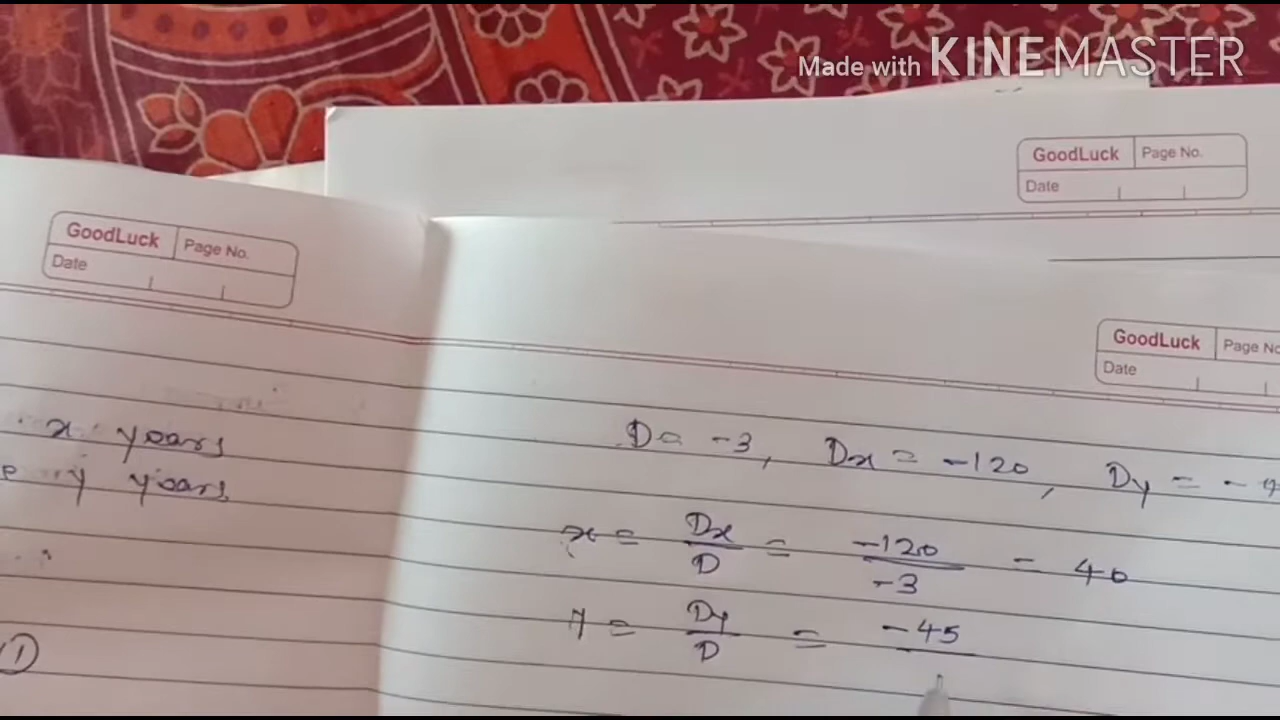 Made with KINEMASTER
GoodLuck Page No.
Date
GoodLuck Page No.
Date
GoodLuck Page No
Date
x years
y years
D = -3, Dx = -120, Dy = -4
x = Dx/D = -120/-3 = 40
y = Dy/D = -45
①